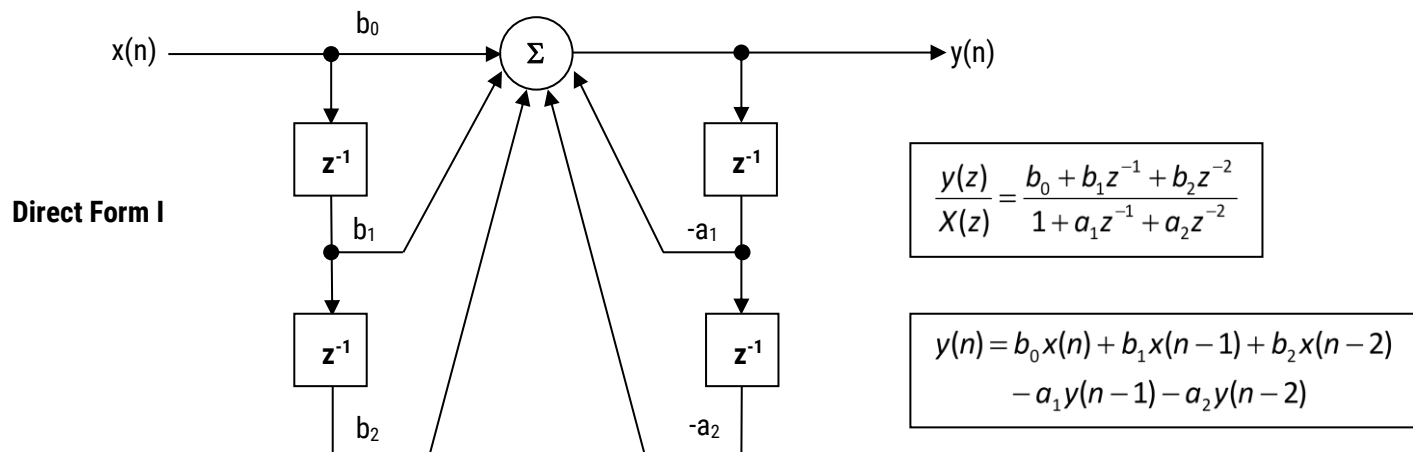 b₀
x(n)
Σ
y(n)
z⁻¹
z⁻¹
Direct Form I
b₁
-a₁
z⁻¹
z⁻¹
b₂
-a₂
y(z)/X(z) = (b₀ + b₁z⁻¹ + b₂z⁻²)/(1 + a₁z⁻¹ + a₂z⁻²)
y(n) = b₀x(n) + b₁x(n−1) + b₂x(n−2)
− a₁y(n−1) − a₂y(n−2)